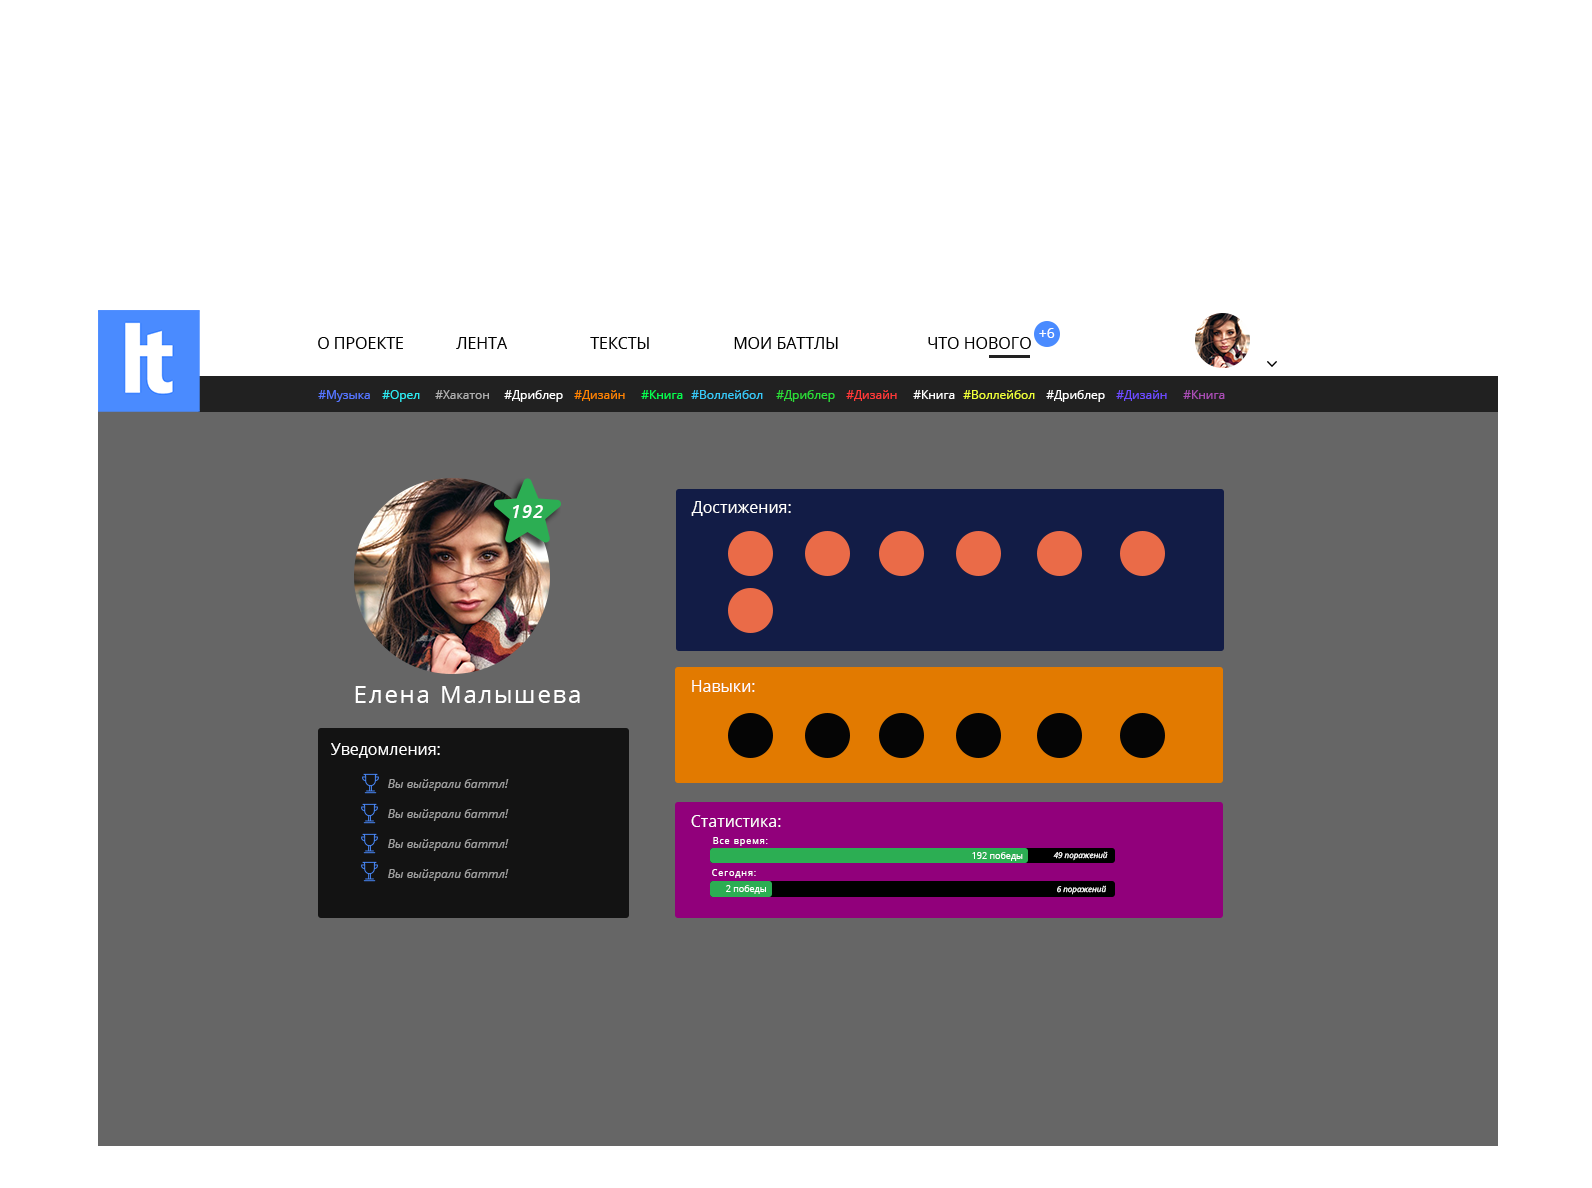 lt
О ПРОЕКТЕ ЛЕНТА ТЕКСТЫ МОИ БАТТЛЫ ЧТО НОВОГО +6
#Музыка #Орел #Хакатон #Дриблер #Дизайн #Книга #Воллейбол #Дриблер #Дизайн #Книга #Воллейбол #Дриблер #Дизайн #Книга
192
Елена Малышева
Уведомления:
Вы выйграли баттл!
Вы выйграли баттл!
Вы выйграли баттл!
Вы выйграли баттл!
Достижения:
Навыки:
Статистика:
Все время:
192 победы 49 поражений
Сегодня:
2 победы 6 поражений